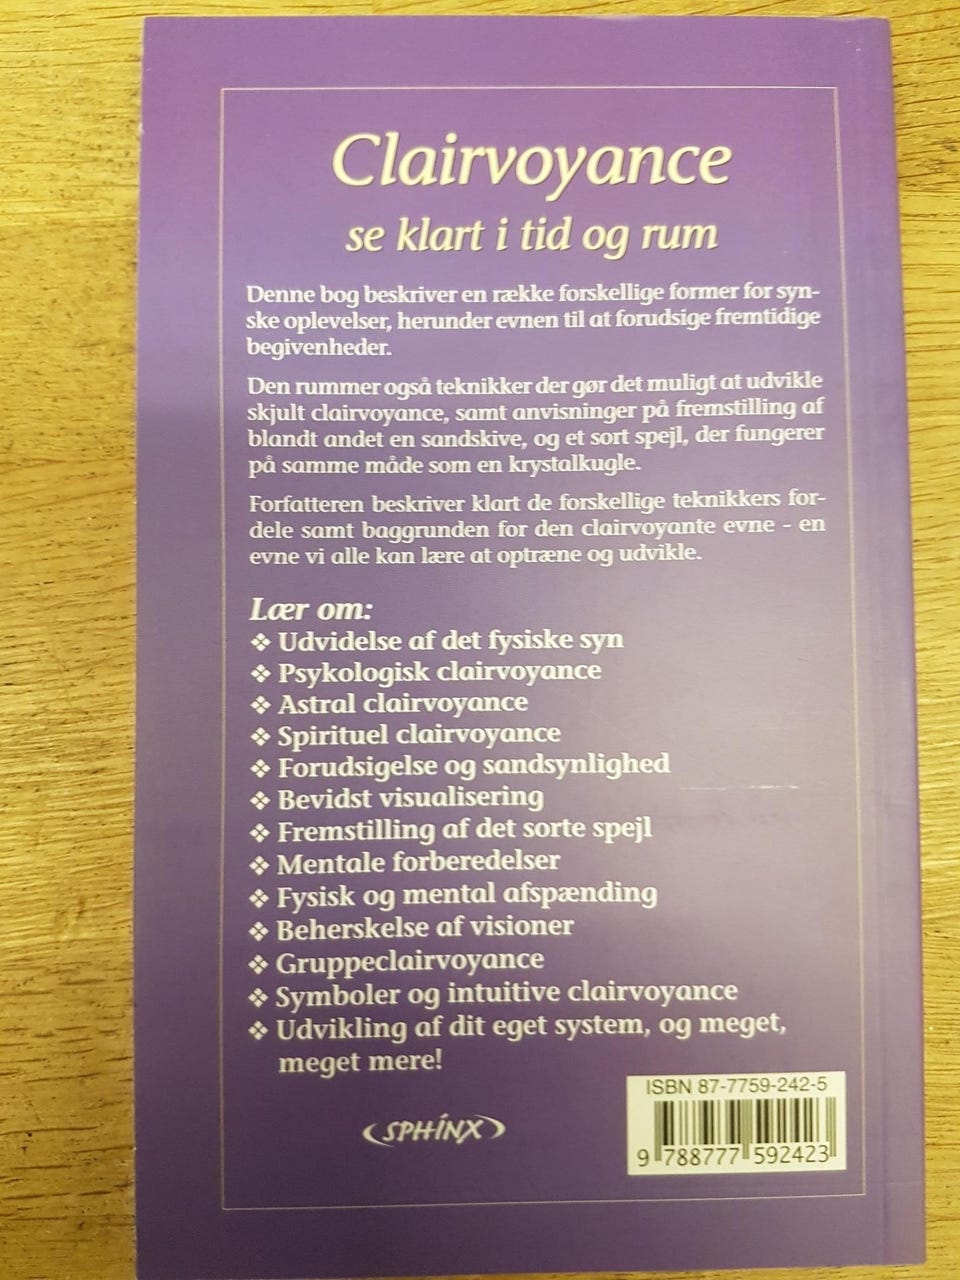 Clairvoyance
se klart i tid og rum
Denne bog beskriver en række forskellige former for syn-
ske oplevelser, herunder evnen til at forudsige fremtidige
begivenheder.
Den rummer også teknikker der gør det muligt at udvikle
skjult clairvoyance, samt anvisninger på fremstilling af
blandt andet en sandskive, og et sort spejl, der fungerer
på samme måde som en krystalkugle.
Forfatteren beskriver klart de forskellige teknikkers for-
dele samt baggrunden for den clairvoyante evne - en
evne vi alle kan lære at optræne og udvikle.
Lær om:
❖ Udvidelse af det fysiske syn
❖ Psykologisk clairvoyance
❖ Astral clairvoyance
❖ Spirituel clairvoyance
❖ Forudsigelse og sandsynlighed
❖ Bevidst visualisering
❖ Fremstilling af det sorte spejl
❖ Mentale forberedelser
❖ Fysisk og mental afspænding
❖ Beherskelse af visioner
❖ Gruppeclairvoyance
❖ Symboler og intuitive clairvoyance
❖ Udvikling af dit eget system, og meget,
meget mere!
ISBN 87-7759-242-5
SPHINX
9 788777 592423